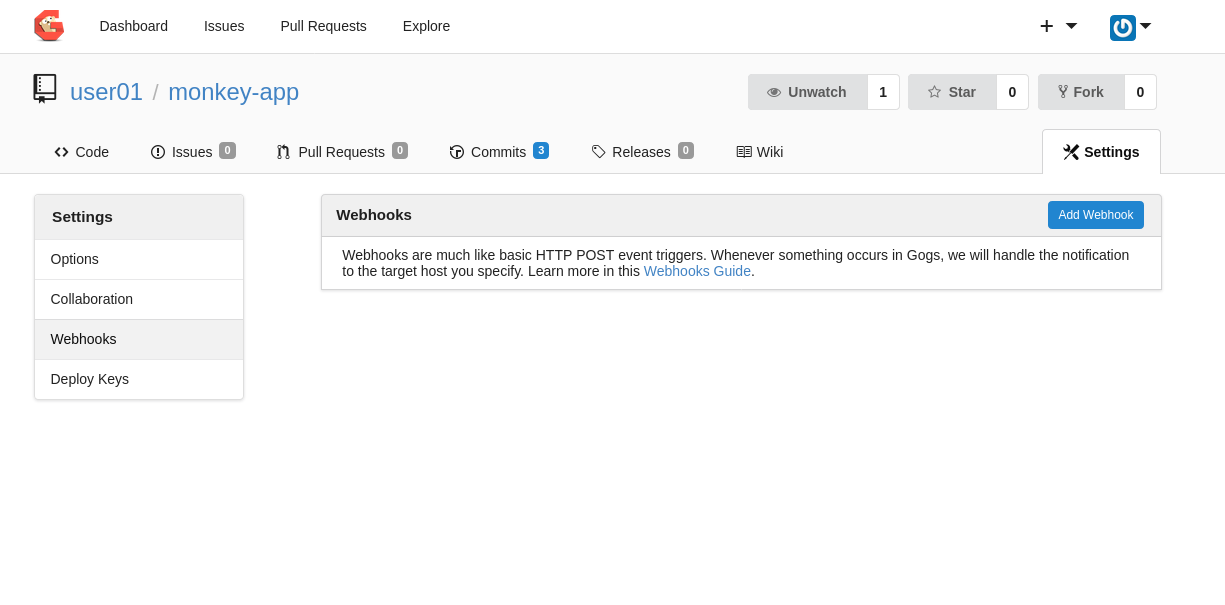 Dashboard Issues Pull Requests Explore
user01 / monkey-app Unwatch 1 Star 0 Fork 0
Code Issues 0 Pull Requests 0 Commits 3 Releases 0 Wiki Settings
Settings
Options
Collaboration
Webhooks
Deploy Keys
Webhooks Add Webhook
Webhooks are much like basic HTTP POST event triggers. Whenever something occurs in Gogs, we will handle the notification
to the target host you specify. Learn more in this Webhooks Guide.